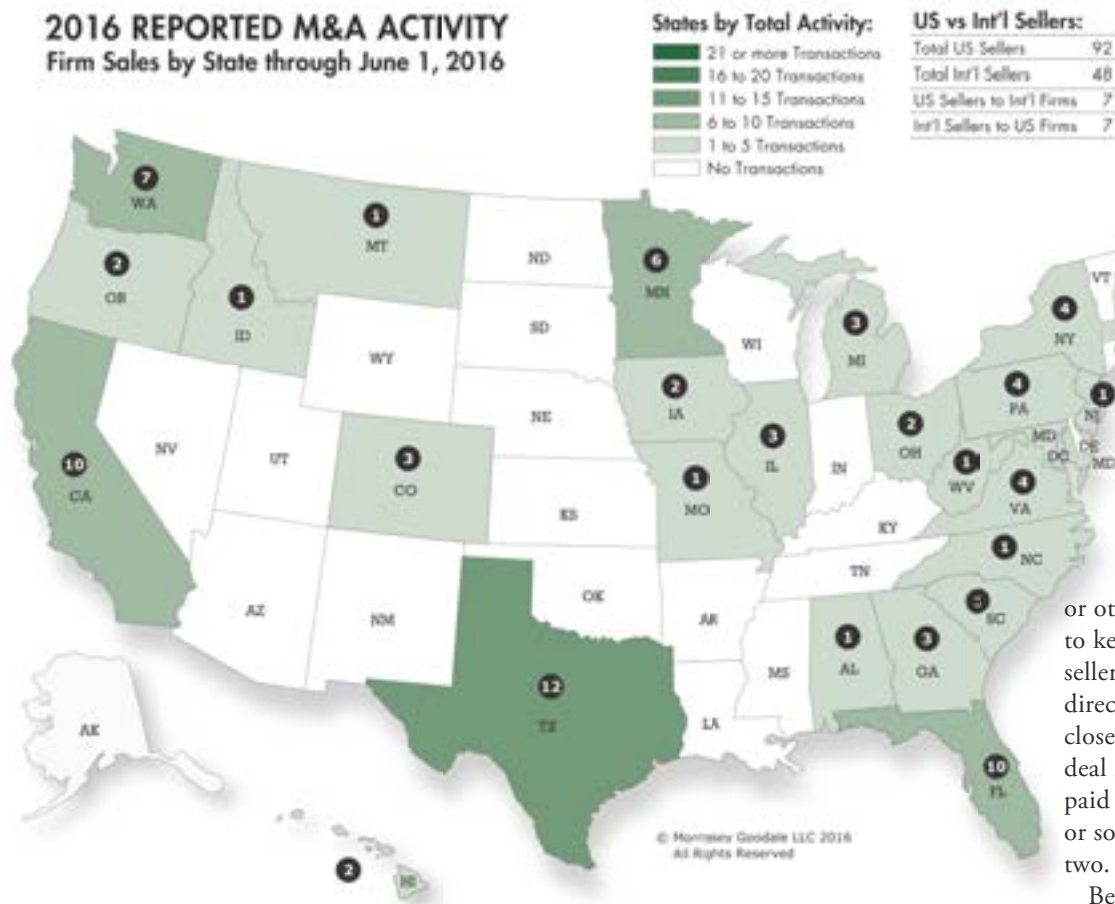 2016 REPORTED M&A ACTIVITY
Firm Sales by State through June 1, 2016
States by Total Activity:
21 or more Transactions
16 to 20 Transactions
11 to 15 Transactions
6 to 10 Transactions
1 to 5 Transactions
No Transactions
US vs Int'l Sellers:
Total US Sellers 92
Total Int'l Sellers 48
US Sellers to Int'l Firms 7
Int'l Sellers to US Firms 7
7
WA
1
MT
ND
6
MN
VT
2
OR
1
ID
SD
WY
WI
3
MI
4
NY
2
IA
4
PA
1
NJ
NE
NV
UT
3
CO
10
CA
3
IL
IN
2
OH
MD
DC
DE
MD
1
WV
4
VA
1
MO
KS
KY
1
NC
TN
AZ
NM
OK
AR
SC
1
AL
3
GA
MS
12
TX
LA
AK
10
FL
2
HI
© Morrissey Goodale LLC 2016
All Rights Reserved
or ot
to ke
seller
direc
close
deal
paid
or so
two.
Be